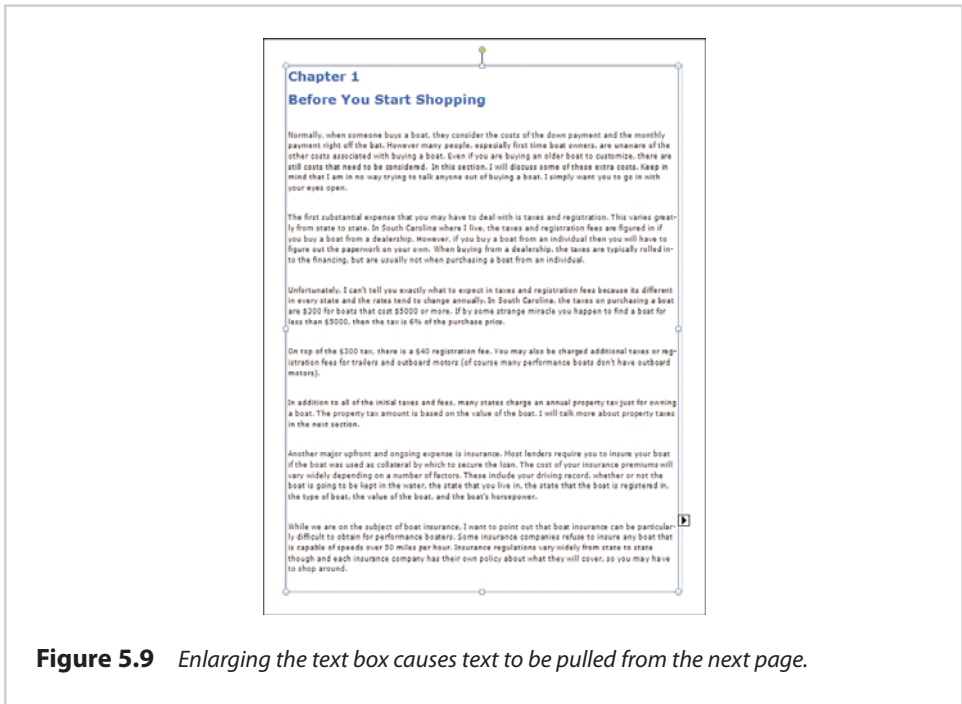 Chapter 1
Before You Start Shopping
Normally, when someone buys a boat, they consider the costs of the down payment and the monthly
payment right off the bat. However many people, especially first time boat owners, are unaware of the
other costs associated with buying a boat. Even if you are buying an older boat to customize, there are
still costs that need to be considered. In this section, I will discuss some of these extra costs. Keep in
mind that I am in no way trying to talk anyone out of buying a boat. I simply want you to go in with
your eyes open.
The first substantial expense that you may have to deal with is taxes and registration. This varies great-
ly from state to state. In South Carolina where I live, the taxes and registration fees are figured in if
you buy a boat from a dealership. However, if you buy a boat from an individual then you will have to
figure out the paperwork on your own. When buying from a dealership, the taxes are typically rolled in-
to the financing, but are usually not when purchasing a boat from an individual.
Unfortunately, I can't tell you exactly what to expect in taxes and registration fees because its different
in every state and the rates tend to change annually. In South Carolina, the taxes on purchasing a boat
are $300 for boats that cost $5000 or more. If by some strange miracle you happen to find a boat for
less than $5000, then the tax is 6% of the purchase price.
On top of the $300 tax, there is a $40 registration fee. You may also be charged additional taxes or reg-
istration fees for trailers and outboard motors (of course many performance boats don't have outboard
motors).
In addition to all of the initial taxes and fees, many states charge an annual property tax just for owning
a boat. The property tax amount is based on the value of the boat. I will talk more about property taxes
in the next section.
Another major upfront and ongoing expense is insurance. Most lenders require you to insure your boat
if the boat was used as collateral by which to secure the loan. The cost of your insurance premiums will
vary widely depending on a number of factors. These include your driving record, whether or not the
boat is going to be kept in the water, the state that you live in, the state that the boat is registered in,
the type of boat, the value of the boat, and the boat's horsepower.
While we are on the subject of boat insurance, I want to point out that boat insurance can be particular-
ly difficult to obtain for performance boaters. Some insurance companies refuse to insure any boat that
is capable of speeds over 50 miles per hour. Insurance regulations vary widely from state to state
though and each insurance company has their own policy about what they will cover, so you may have
to shop around.
Figure 5.9 Enlarging the text box causes text to be pulled from the next page.